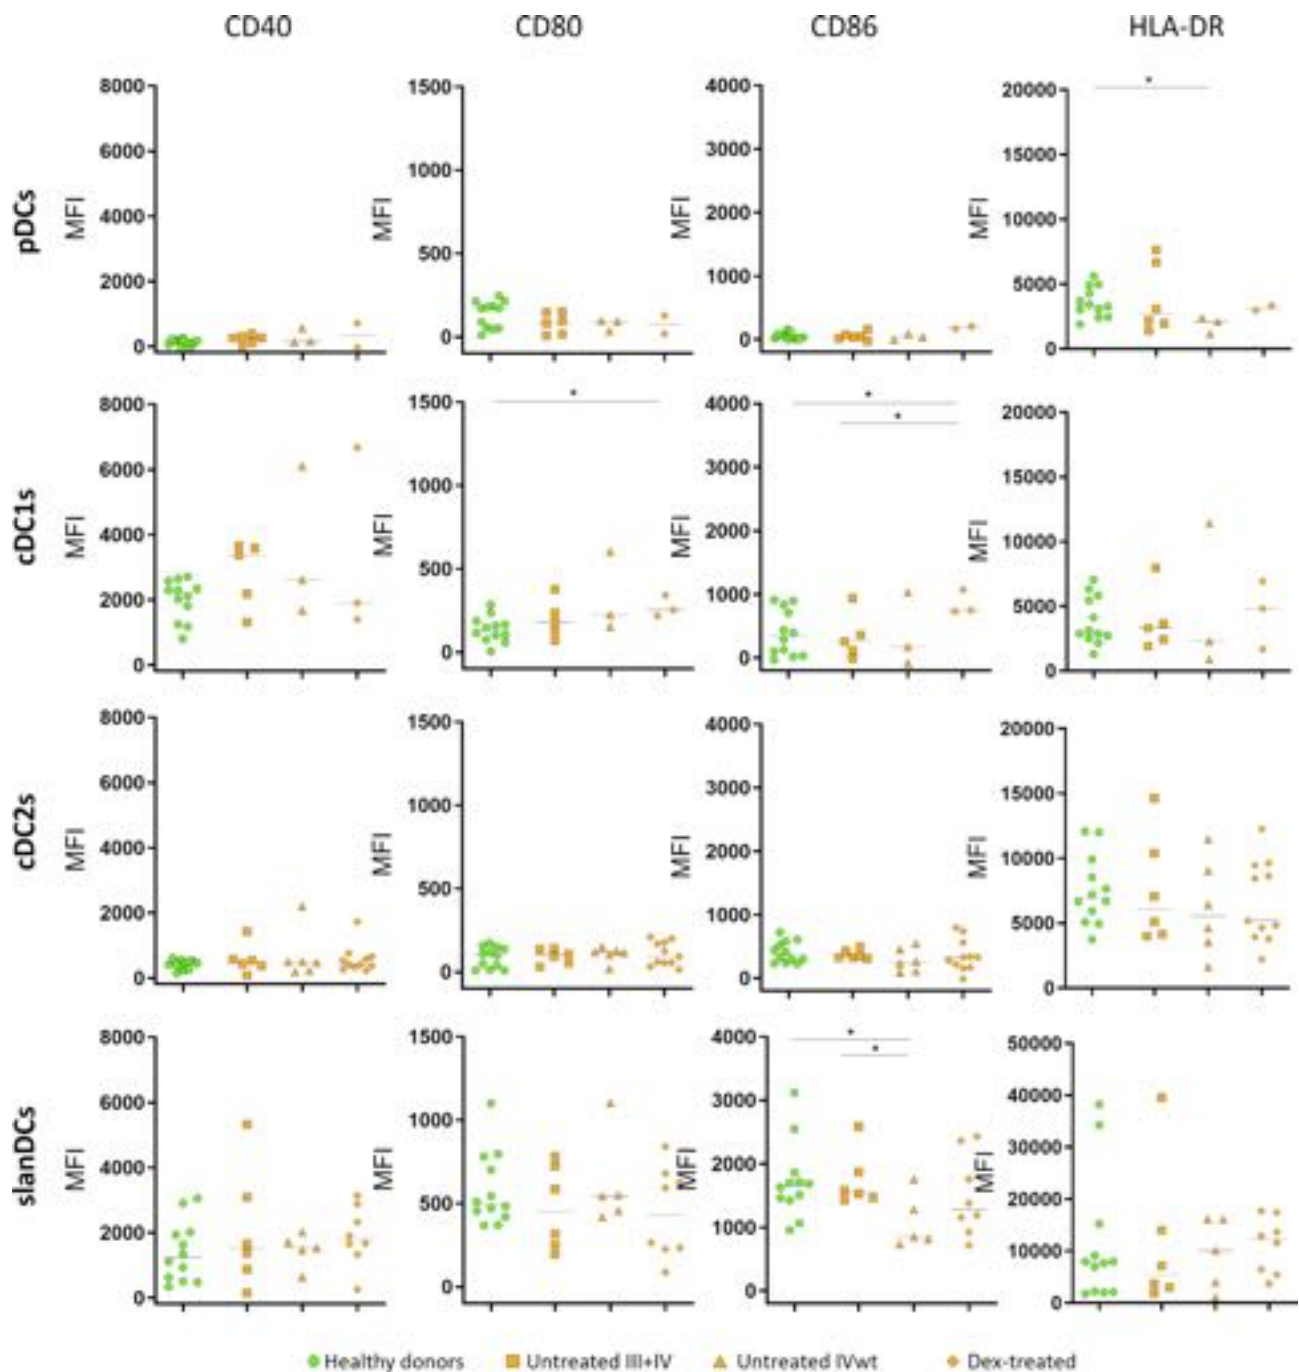 CD40 CD80 CD86 HLA-DR
pDCs
MFI 8000 6000 4000 2000 0
MFI 1500 1000 500 0
MFI 4000 3000 2000 1000 0
MFI 20000 15000 10000 5000 0
*
cDC1s
MFI 8000 6000 4000 2000 0
MFI 1500 1000 500 0
*
MFI 4000 3000 2000 1000 0
*
*
MFI 20000 15000 10000 5000 0
cDC2s
MFI 8000 6000 4000 2000 0
MFI 1500 1000 500 0
MFI 4000 3000 2000 1000 0
MFI 20000 15000 10000 5000 0
slanDCs
MFI 8000 6000 4000 2000 0
MFI 1500 1000 500 0
MFI 4000 3000 2000 1000 0
*
*
MFI 50000 40000 30000 20000 10000 0
Healthy donors Untreated III+IV Untreated IVwt Dex-treated